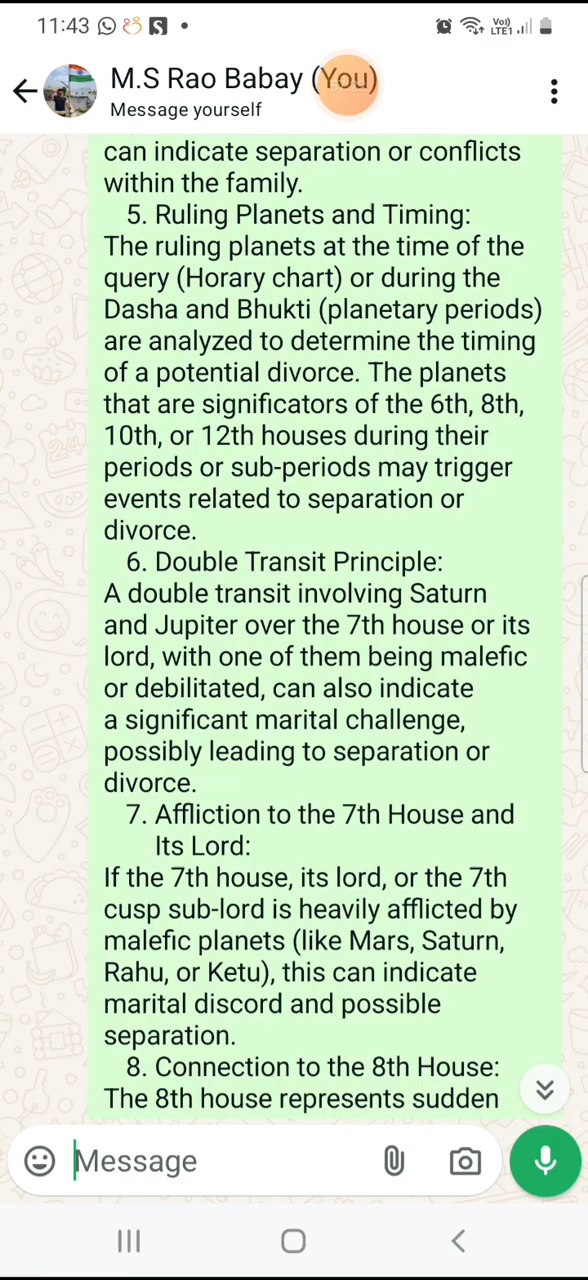 11:43
Vo))
LTE1
M.S Rao Babay (You)
Message yourself
can indicate separation or conflicts
within the family.
5. Ruling Planets and Timing:
The ruling planets at the time of the
query (Horary chart) or during the
Dasha and Bhukti (planetary periods)
are analyzed to determine the timing
of a potential divorce. The planets
that are significators of the 6th, 8th,
10th, or 12th houses during their
periods or sub-periods may trigger
events related to separation or
divorce.
6. Double Transit Principle:
A double transit involving Saturn
and Jupiter over the 7th house or its
lord, with one of them being malefic
or debilitated, can also indicate
a significant marital challenge,
possibly leading to separation or
divorce.
7. Affliction to the 7th House and
Its Lord:
If the 7th house, its lord, or the 7th
cusp sub-lord is heavily afflicted by
malefic planets (like Mars, Saturn,
Rahu, or Ketu), this can indicate
marital discord and possible
separation.
8. Connection to the 8th House:
The 8th house represents sudden
Message